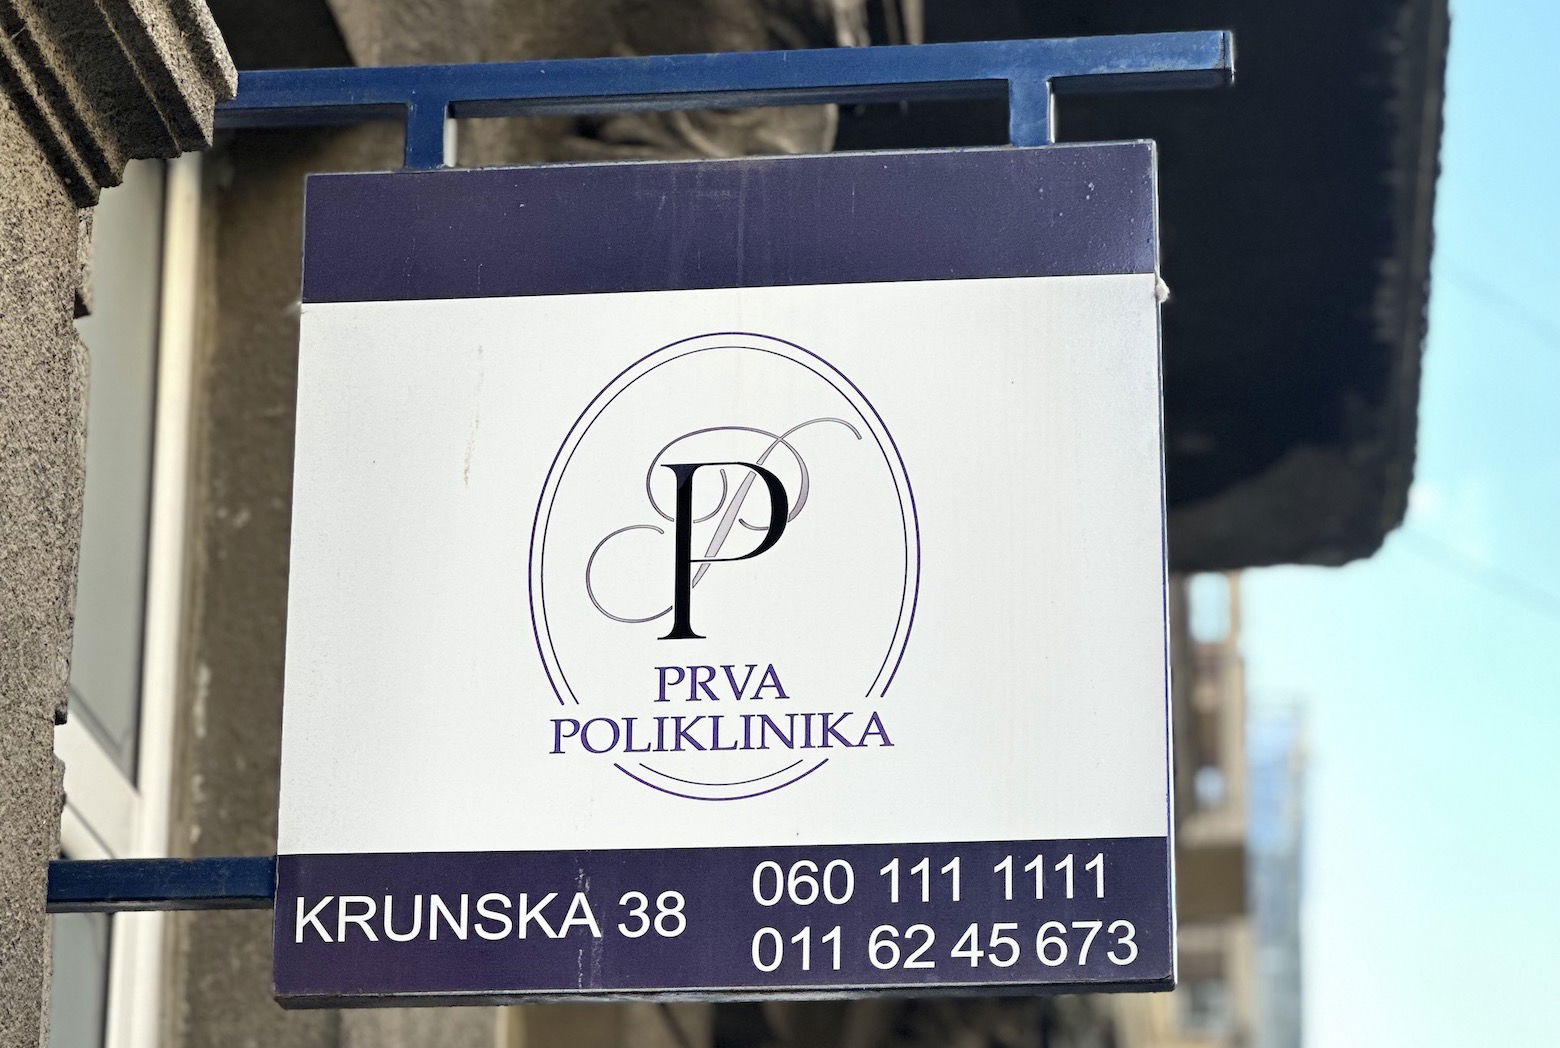 P
PRVA
POLIKLINIKA
KRUNSKA 38
060 111 1111
011 62 45 673